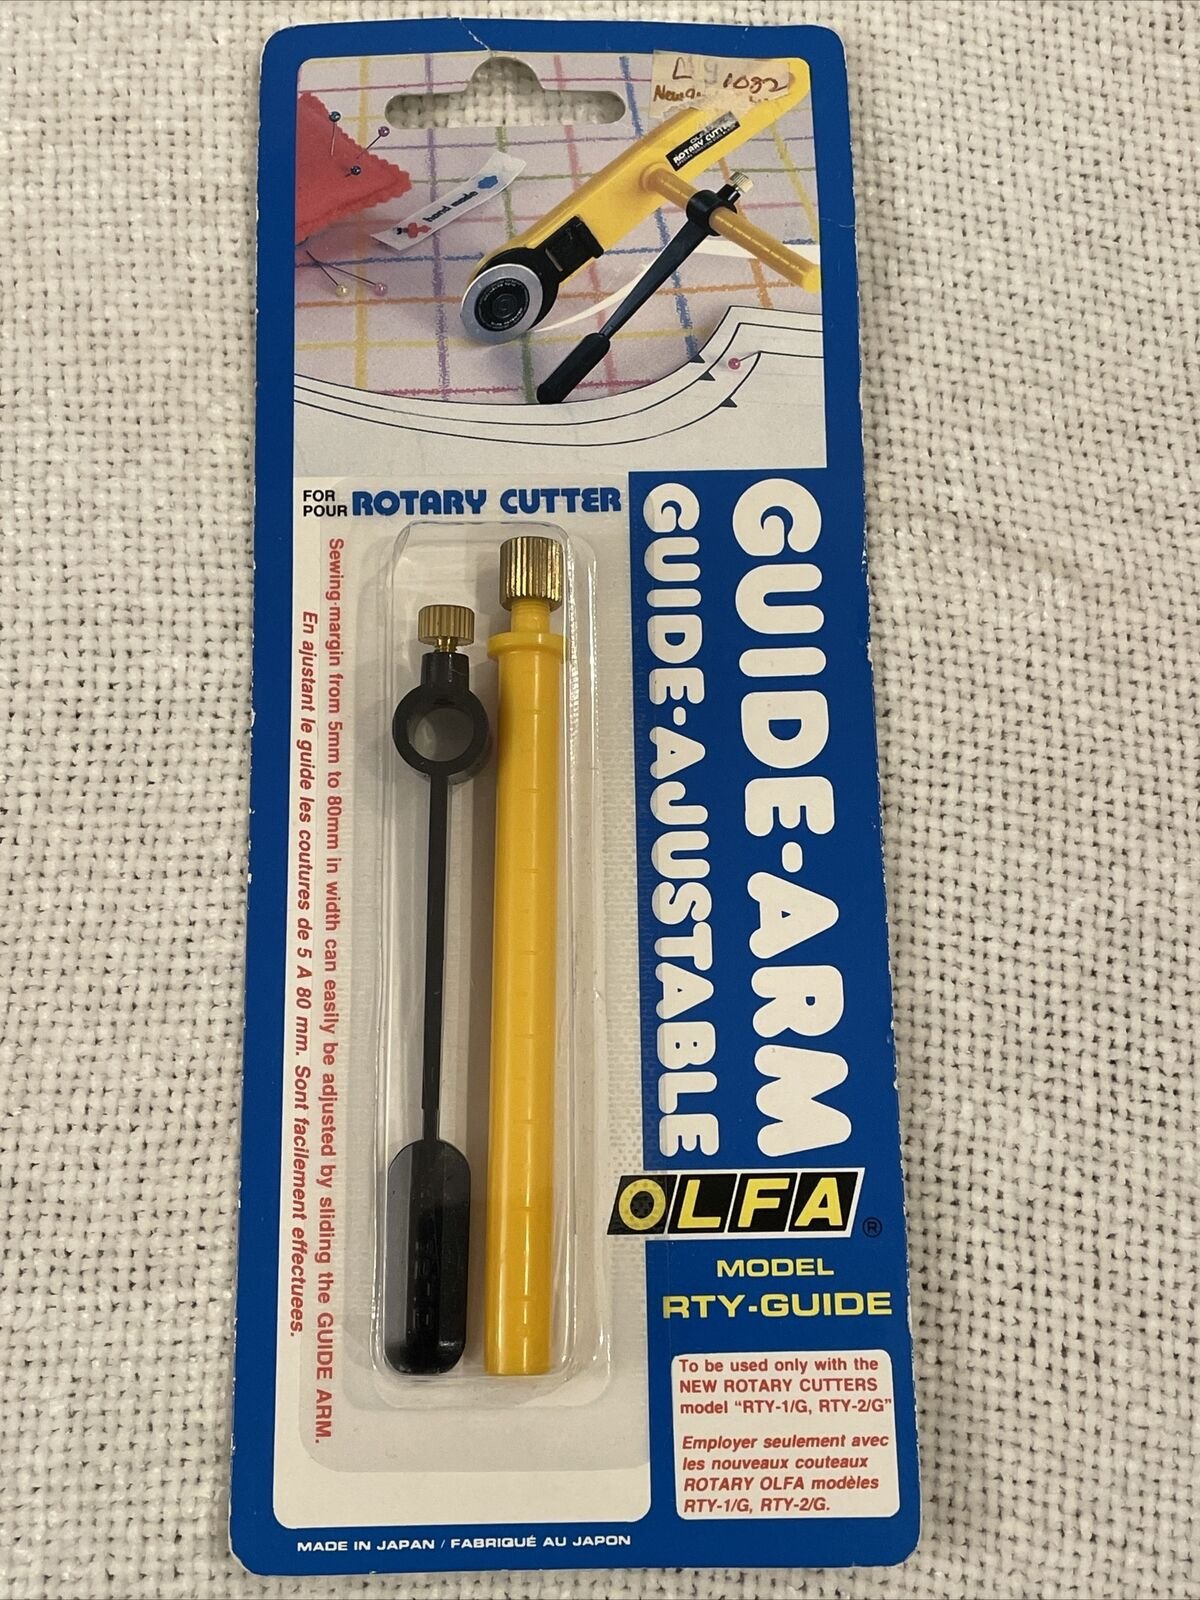 1092
hand made
ROTARY CUTTER
FOR
POUR
ROTARY CUTTER
GUIDE·ARM
GUIDE·AJUSTABLE
Sewing-margin from 5mm to 80mm in width can easily be adjusted by sliding the GUIDE ARM.
En ajustant le guide les coutures de 5 A 80 mm. Sont facilement effectuees.
OLFA®
MODEL
RTY-GUIDE
To be used only with the
NEW ROTARY CUTTERS
model "RTY-1/G, RTY-2/G"
Employer seulement avec
les nouveaux couteaux
ROTARY OLFA modèles
RTY-1/G, RTY-2/G.
MADE IN JAPAN / FABRIQUÉ AU JAPON